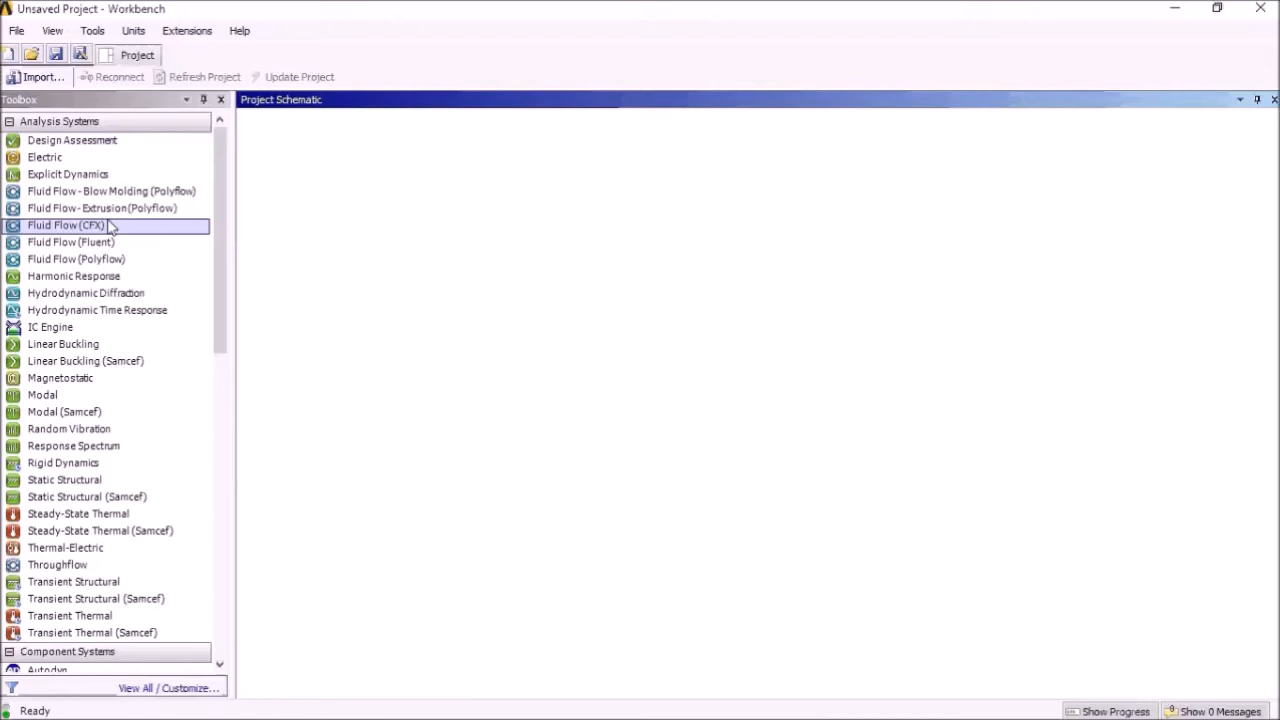 Unsaved Project - Workbench
File View Tools Units Extensions Help
Project
Import... Reconnect Refresh Project Update Project
Toolbox
Project Schematic
Analysis Systems
Design Assessment
Electric
Explicit Dynamics
Fluid Flow - Blow Molding (Polyflow)
Fluid Flow - Extrusion (Polyflow)
Fluid Flow (CFX)
Fluid Flow (Fluent)
Fluid Flow (Polyflow)
Harmonic Response
Hydrodynamic Diffraction
Hydrodynamic Time Response
IC Engine
Linear Buckling
Linear Buckling (Samcef)
Magnetostatic
Modal
Modal (Samcef)
Random Vibration
Response Spectrum
Rigid Dynamics
Static Structural
Static Structural (Samcef)
Steady-State Thermal
Steady-State Thermal (Samcef)
Thermal-Electric
Throughflow
Transient Structural
Transient Structural (Samcef)
Transient Thermal
Transient Thermal (Samcef)
Component Systems
Autodyn
View All / Customize...
Ready
Show Progress Show 0 Messages